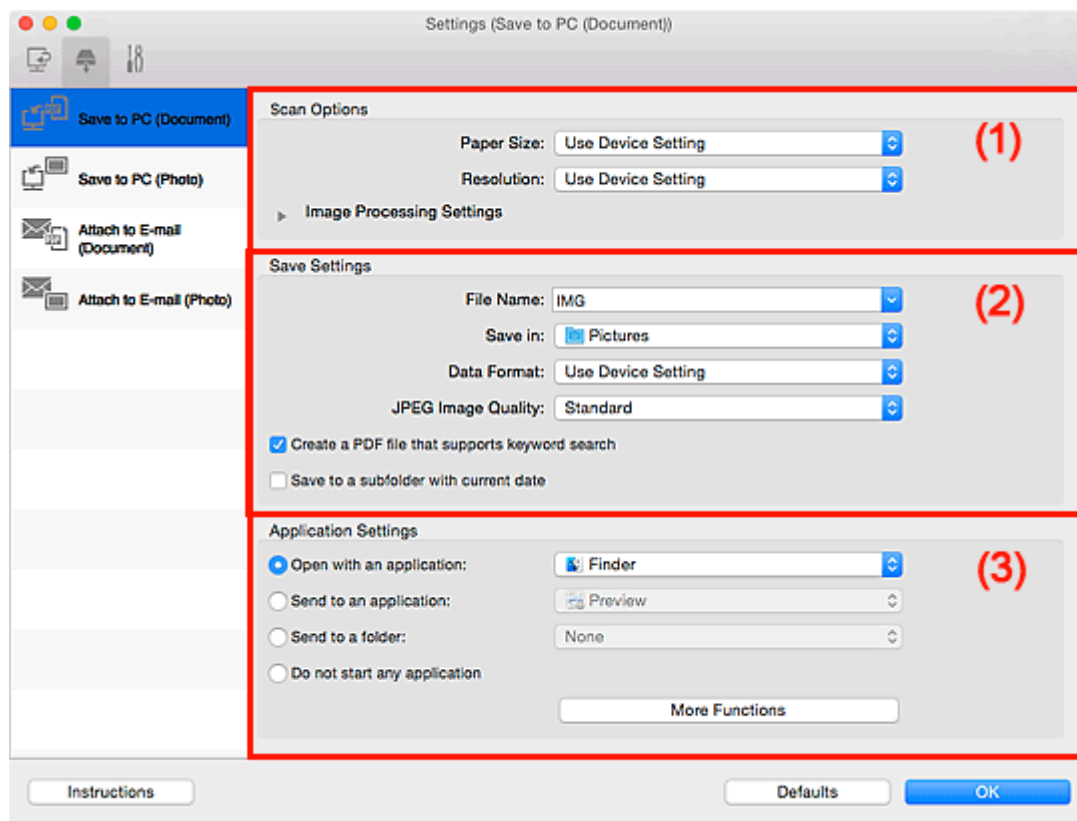 Settings (Save to PC (Document))
Save to PC (Document)
Save to PC (Photo)
Attach to E-mail
(Document)
Attach to E-mail (Photo)
Scan Options
(1)
Paper Size: Use Device Setting
Resolution: Use Device Setting
Image Processing Settings
Save Settings
(2)
File Name: IMG
Save in: Pictures
Data Format: Use Device Setting
JPEG Image Quality: Standard
Create a PDF file that supports keyword search
Save to a subfolder with current date
Application Settings
(3)
Open with an application: Finder
Send to an application: Preview
Send to a folder: None
Do not start any application
More Functions
Instructions Defaults OK